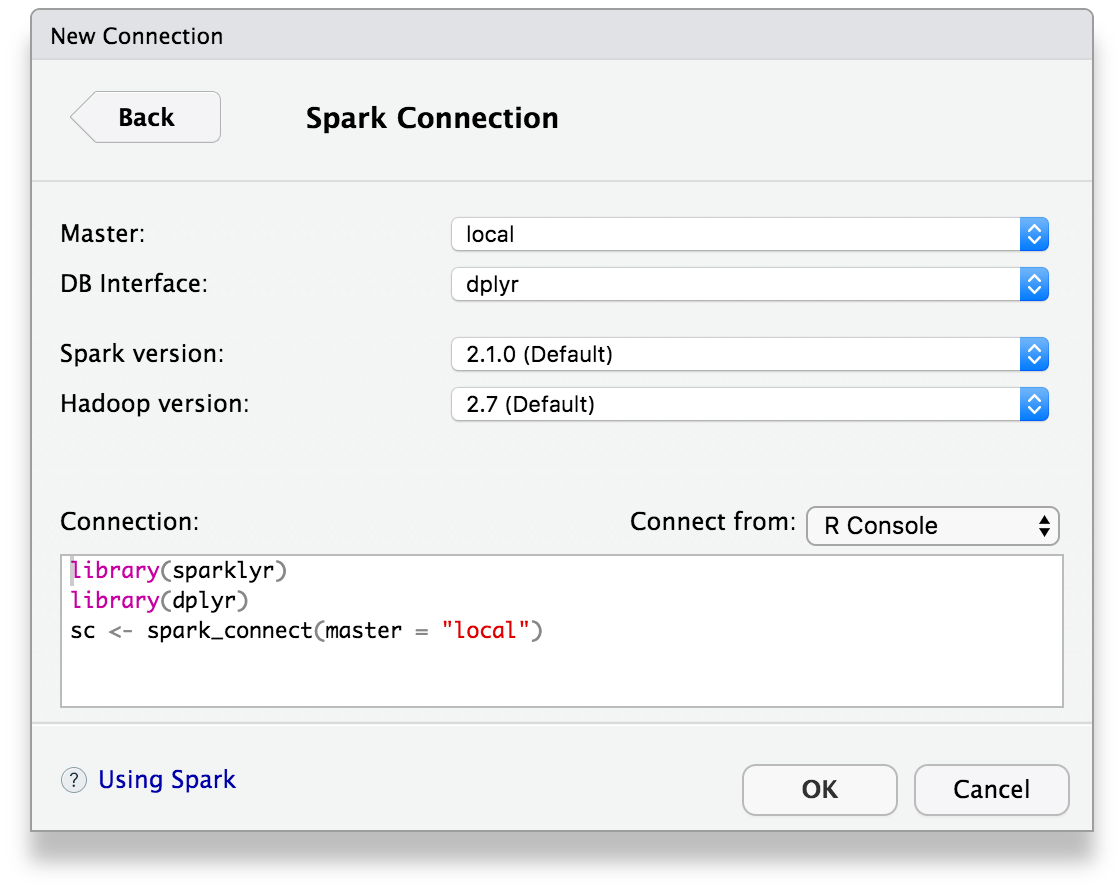 New Connection
Back
Spark Connection
Master:
local
DB Interface:
dplyr
Spark version:
2.1.0 (Default)
Hadoop version:
2.7 (Default)
Connection:
Connect from:
R Console
library(sparklyr)
library(dplyr)
sc <- spark_connect(master = "local")
? Using Spark
OK
Cancel